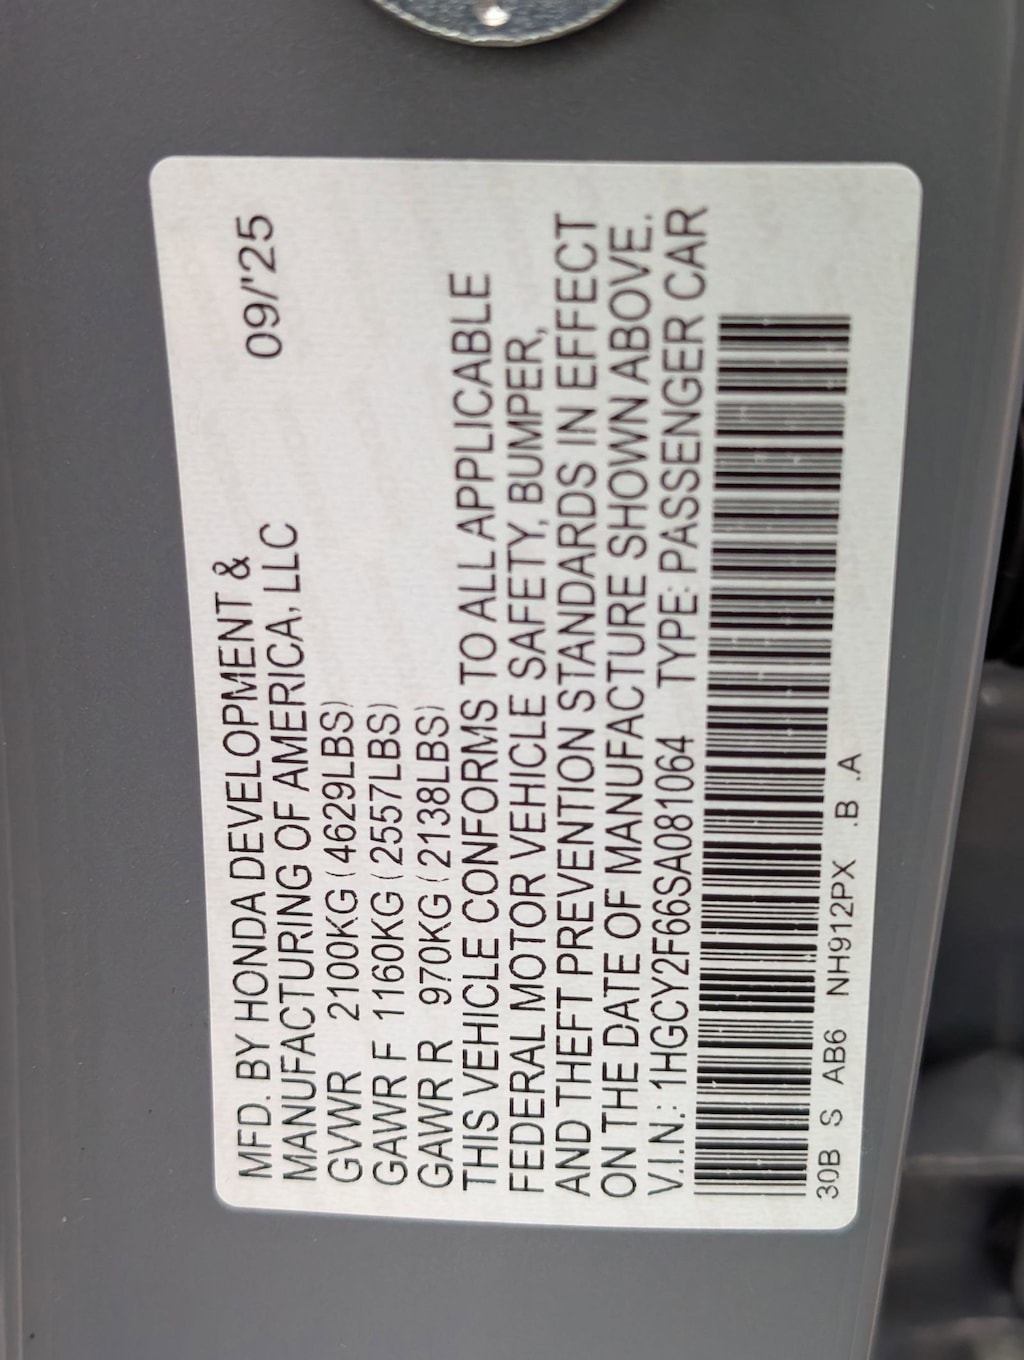 MFD. BY HONDA DEVELOPMENT &
MANUFACTURING OF AMERICA, LLC 09/'25
GVWR 2100KG (4629LBS)
GAWR F 1160KG (2557LBS)
GAWR R 970KG (2138LBS)
THIS VEHICLE CONFORMS TO ALL APPLICABLE
FEDERAL MOTOR VEHICLE SAFETY, BUMPER,
AND THEFT PREVENTION STANDARDS IN EFFECT
ON THE DATE OF MANUFACTURE SHOWN ABOVE.
V.I.N.: 1HGCY2F66SA081064 TYPE: PASSENGER CAR
30B S AB6 NH912PX .B .A